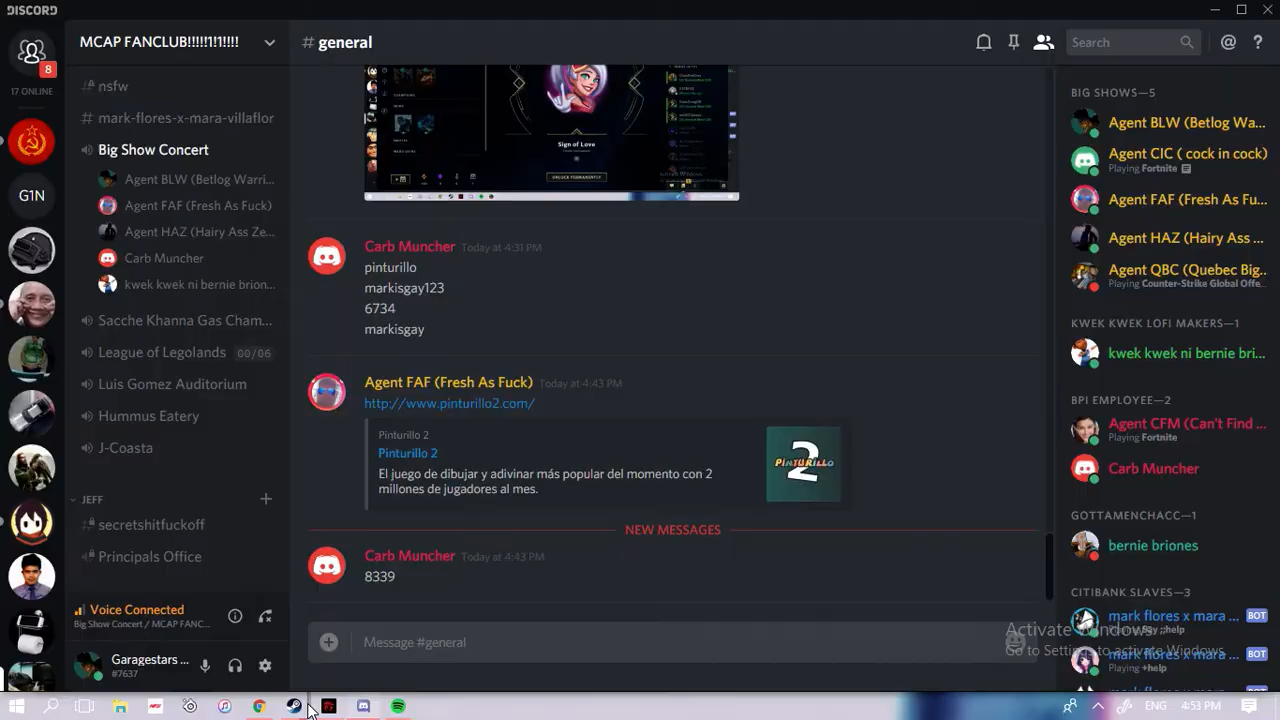 DISCORD
MCAP FANCLUB!!!!!1!1!!!!
# general
Search
8
17 ONLINE
G1N
# nsfw
# mark-flores-x-mara-villanor
Big Show Concert
Agent BLW (Betlog Warri...
Agent FAF (Fresh As Fuck)
Agent HAZ (Hairy Ass Ze...
Carb Muncher
kwek kwek ni bernie brion...
Sacche Khanna Gas Cham...
League of Legolands 00/06
Luis Gomez Auditorium
Hummus Eatery
J-Coasta
JEFF
secretshitfuckoff
Principals Office
Voice Connected
Big Show Concert / MCAP FANC...
Garagestars ...
#7637
Sign of Love
UNLOCK PERMANENTLY
Carb Muncher Today at 4:31 PM
pinturillo
markisgay123
6734
markisgay
Agent FAF (Fresh As Fuck) Today at 4:43 PM
http://www.pinturillo2.com/
Pinturillo 2
Pinturillo 2
El juego de dibujar y adivinar más popular del momento con 2
millones de jugadores al mes.
2
PINTURILLO
NEW MESSAGES
Carb Muncher Today at 4:43 PM
8339
Message #general
BIG SHOWS—5
Agent BLW (Betlog Wa...
Agent CIC (cock in cock)
Playing Fortnite
Agent FAF (Fresh As Fu...
Agent HAZ (Hairy Ass ...
Agent QBC (Quebec Big...
Playing Counter-Strike Global Offe...
KWEK KWEK LOFI MAKERS—1
kwek kwek ni bernie bri...
BPI EMPLOYEE—2
Agent CFM (Can't Find ...
Playing Fortnite
Carb Muncher
GOTTAMENCHACC—1
bernie briones
CITIBANK SLAVES—3
mark flores x mara ... BOT
Activate Windows
Go to Settings to activate Windows.
mark flores x mara ... BOT
Playing +help
mark flores x mara ... BOT
ENG 4:53 PM